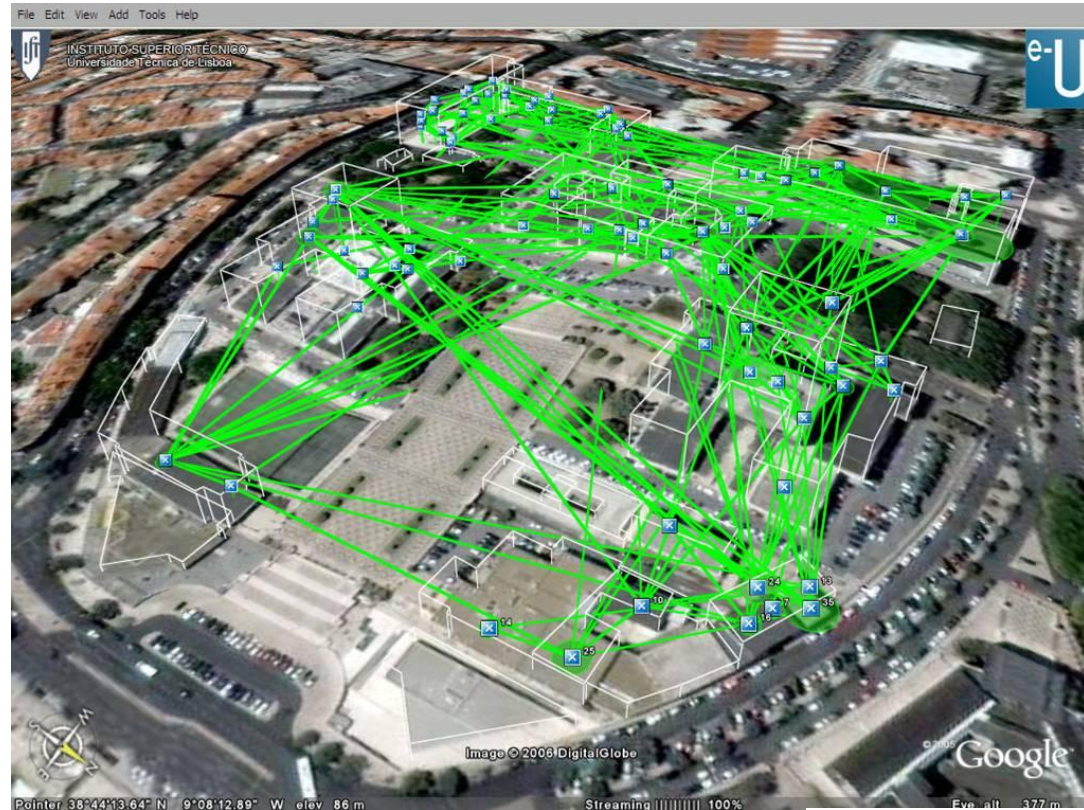 File Edit View Add Tools Help
INSTITUTO SUPERIOR TÉCNICO
Universidade Técnica de Lisboa
e-U
24
13
10
7
35
16
14
25
Image © 2006 DigitalGlobe
© 2005 Google
Pointer 38°44'13.64" N 9°08'12.89" W elev 86 m Streaming |||||||||| 100% Eye alt 377 m